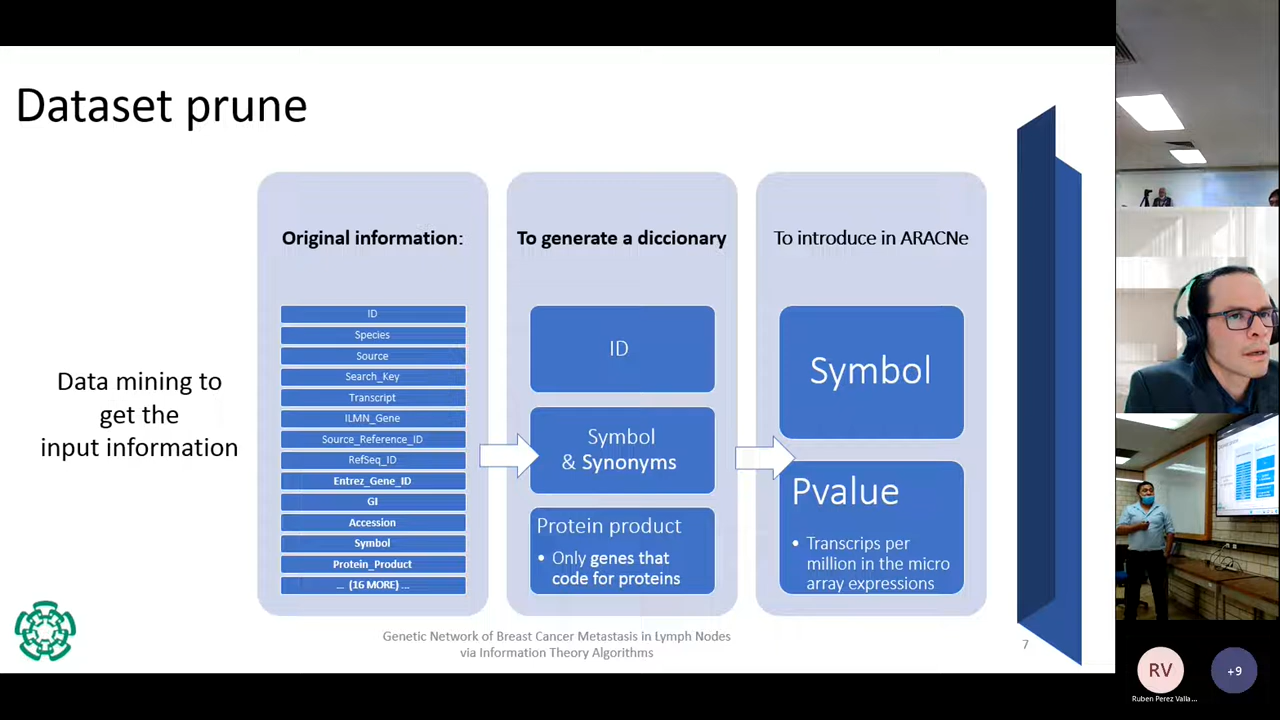 Dataset prune
Data mining to
get the
input information
Original information:
ID
Species
Source
Search_Key
Transcript
ILMN_Gene
Source_Reference_ID
RefSeq_ID
Entrez_Gene_ID
GI
Accession
Symbol
Protein_Product
... (16 MORE) ...
To generate a diccionary
ID
Symbol
& Synonyms
Protein product
• Only genes that
code for proteins
To introduce in ARACNe
Symbol
Pvalue
• Transcrips per
million in the micro
array expressions
Genetic Network of Breast Cancer Metastasis in Lymph Nodes
via Information Theory Algorithms
7
RV
+9
Ruben Perez Valla...